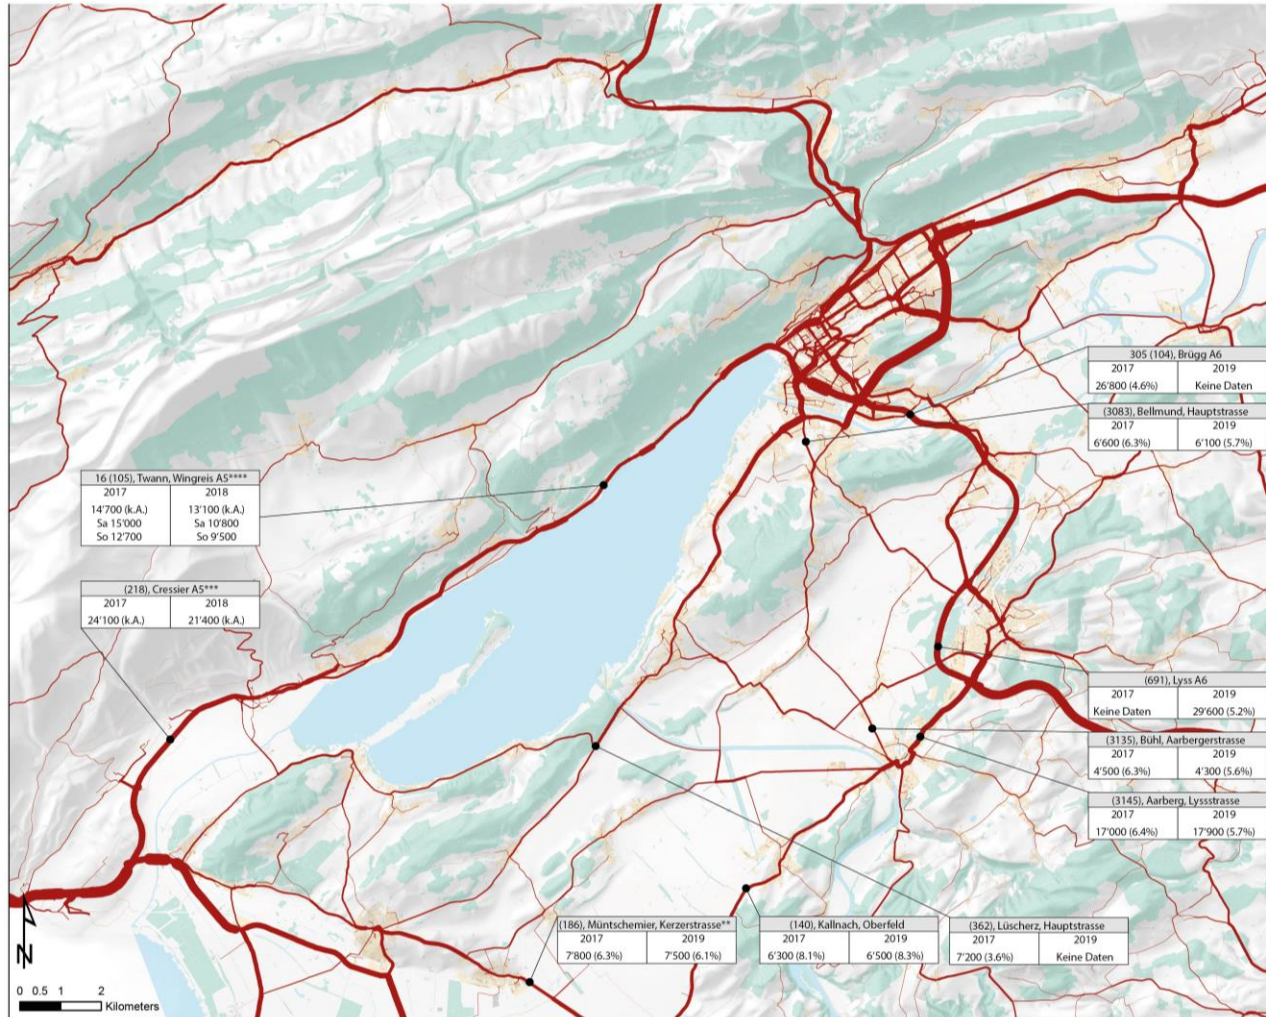 305 (104), Brügg A6
2017 2019
26'800 (4.6%) Keine Daten
(3083), Bellmund, Hauptstrasse
2017 2019
6'600 (6.3%) 6'100 (5.7%)
16 (105), Twann, Wingreis A5****
2017 2018
14'700 (k.A.) 13'100 (k.A.)
Sa 15'000 Sa 10'800
So 12'700 So 9'500
(218), Cressier A5***
2017 2018
24'100 (k.A.) 21'400 (k.A.)
(691), Lyss A6
2017 2019
Keine Daten 29'600 (5.2%)
(3135), Bühl, Aarbergerstrasse
2017 2019
4'500 (6.3%) 4'300 (5.6%)
(3145), Aarberg, Lyssstrasse
2017 2019
17'000 (6.4%) 17'900 (5.7%)
(186), Müntschemier, Kerzerstrasse**
2017 2019
7'800 (6.3%) 7'500 (6.1%)
(140), Kallnach, Oberfeld
2017 2019
6'300 (8.1%) 6'500 (8.3%)
(362), Lüscherz, Hauptstrasse
2017 2019
7'200 (3.6%) Keine Daten
N
0 0.5 1 2
Kilometers